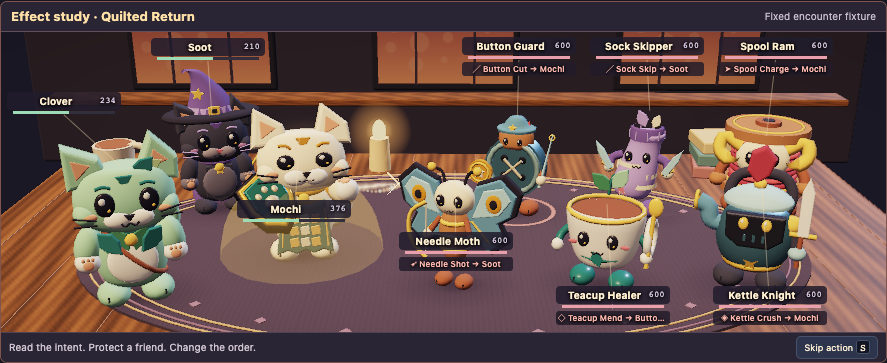 Effect study · Quilted Return
Fixed encounter fixture
Soot 210
Button Guard 600
Button Cut → Mochi
Sock Skipper 600
Sock Skip → Soot
Spool Ram 600
Spool Charge → Mochi
Clover 234
Mochi 376
Needle Moth 600
Needle Shot → Soot
Teacup Healer 600
Teacup Mend → Butto...
Kettle Knight 600
Kettle Crush → Mochi
Read the intent. Protect a friend. Change the order.
Skip action S